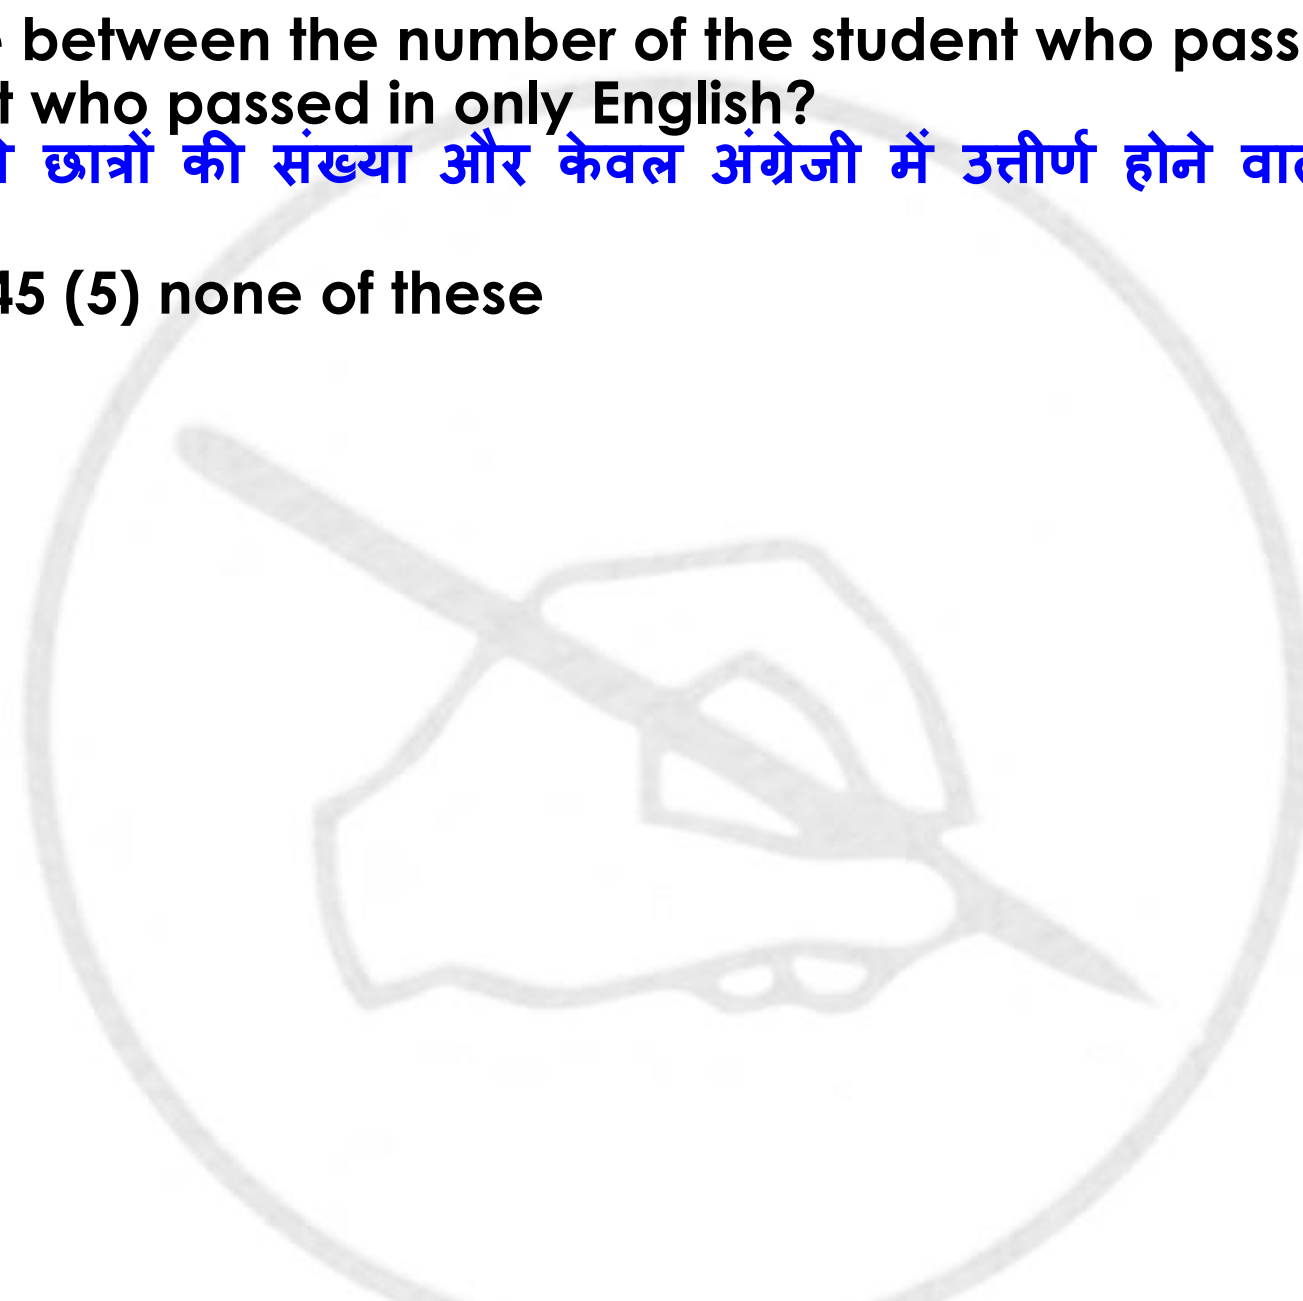 between the number of the student who pass
who passed in only English?
छात्रों की संख्या और केवल अंग्रेजी में उत्तीर्ण होने
45 (5) none of these